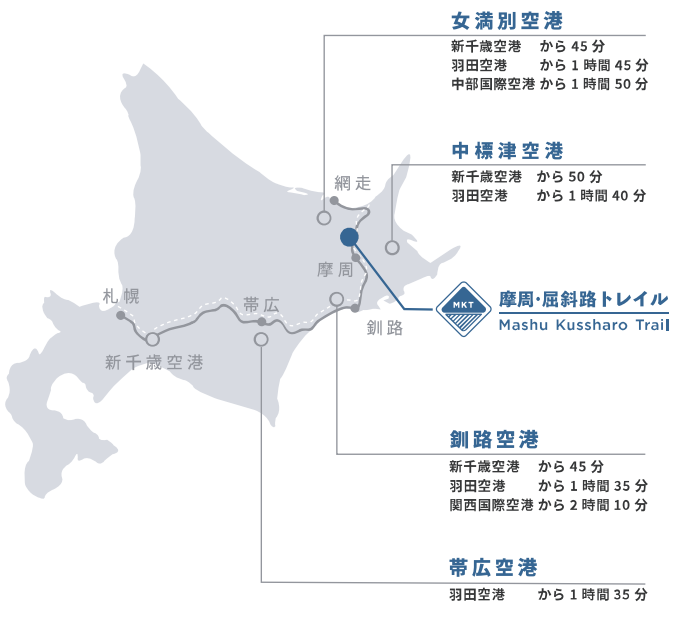 女満別空港
新千歳空港 から 45 分
羽田空港 から 1 時間 45 分
中部国際空港 から 1 時間 50 分
中標津空港
新千歳空港 から 50 分
羽田空港 から 1 時間 40 分
網走
摩周
札幌
帯広
釧路
新千歳空港
MKT
摩周・屈斜路トレイル
Mashu Kussharo Trail
釧路空港
新千歳空港 から 45 分
羽田空港 から 1 時間 35 分
関西国際空港 から 2 時間 10 分
帯広空港
羽田空港 から 1 時間 35 分